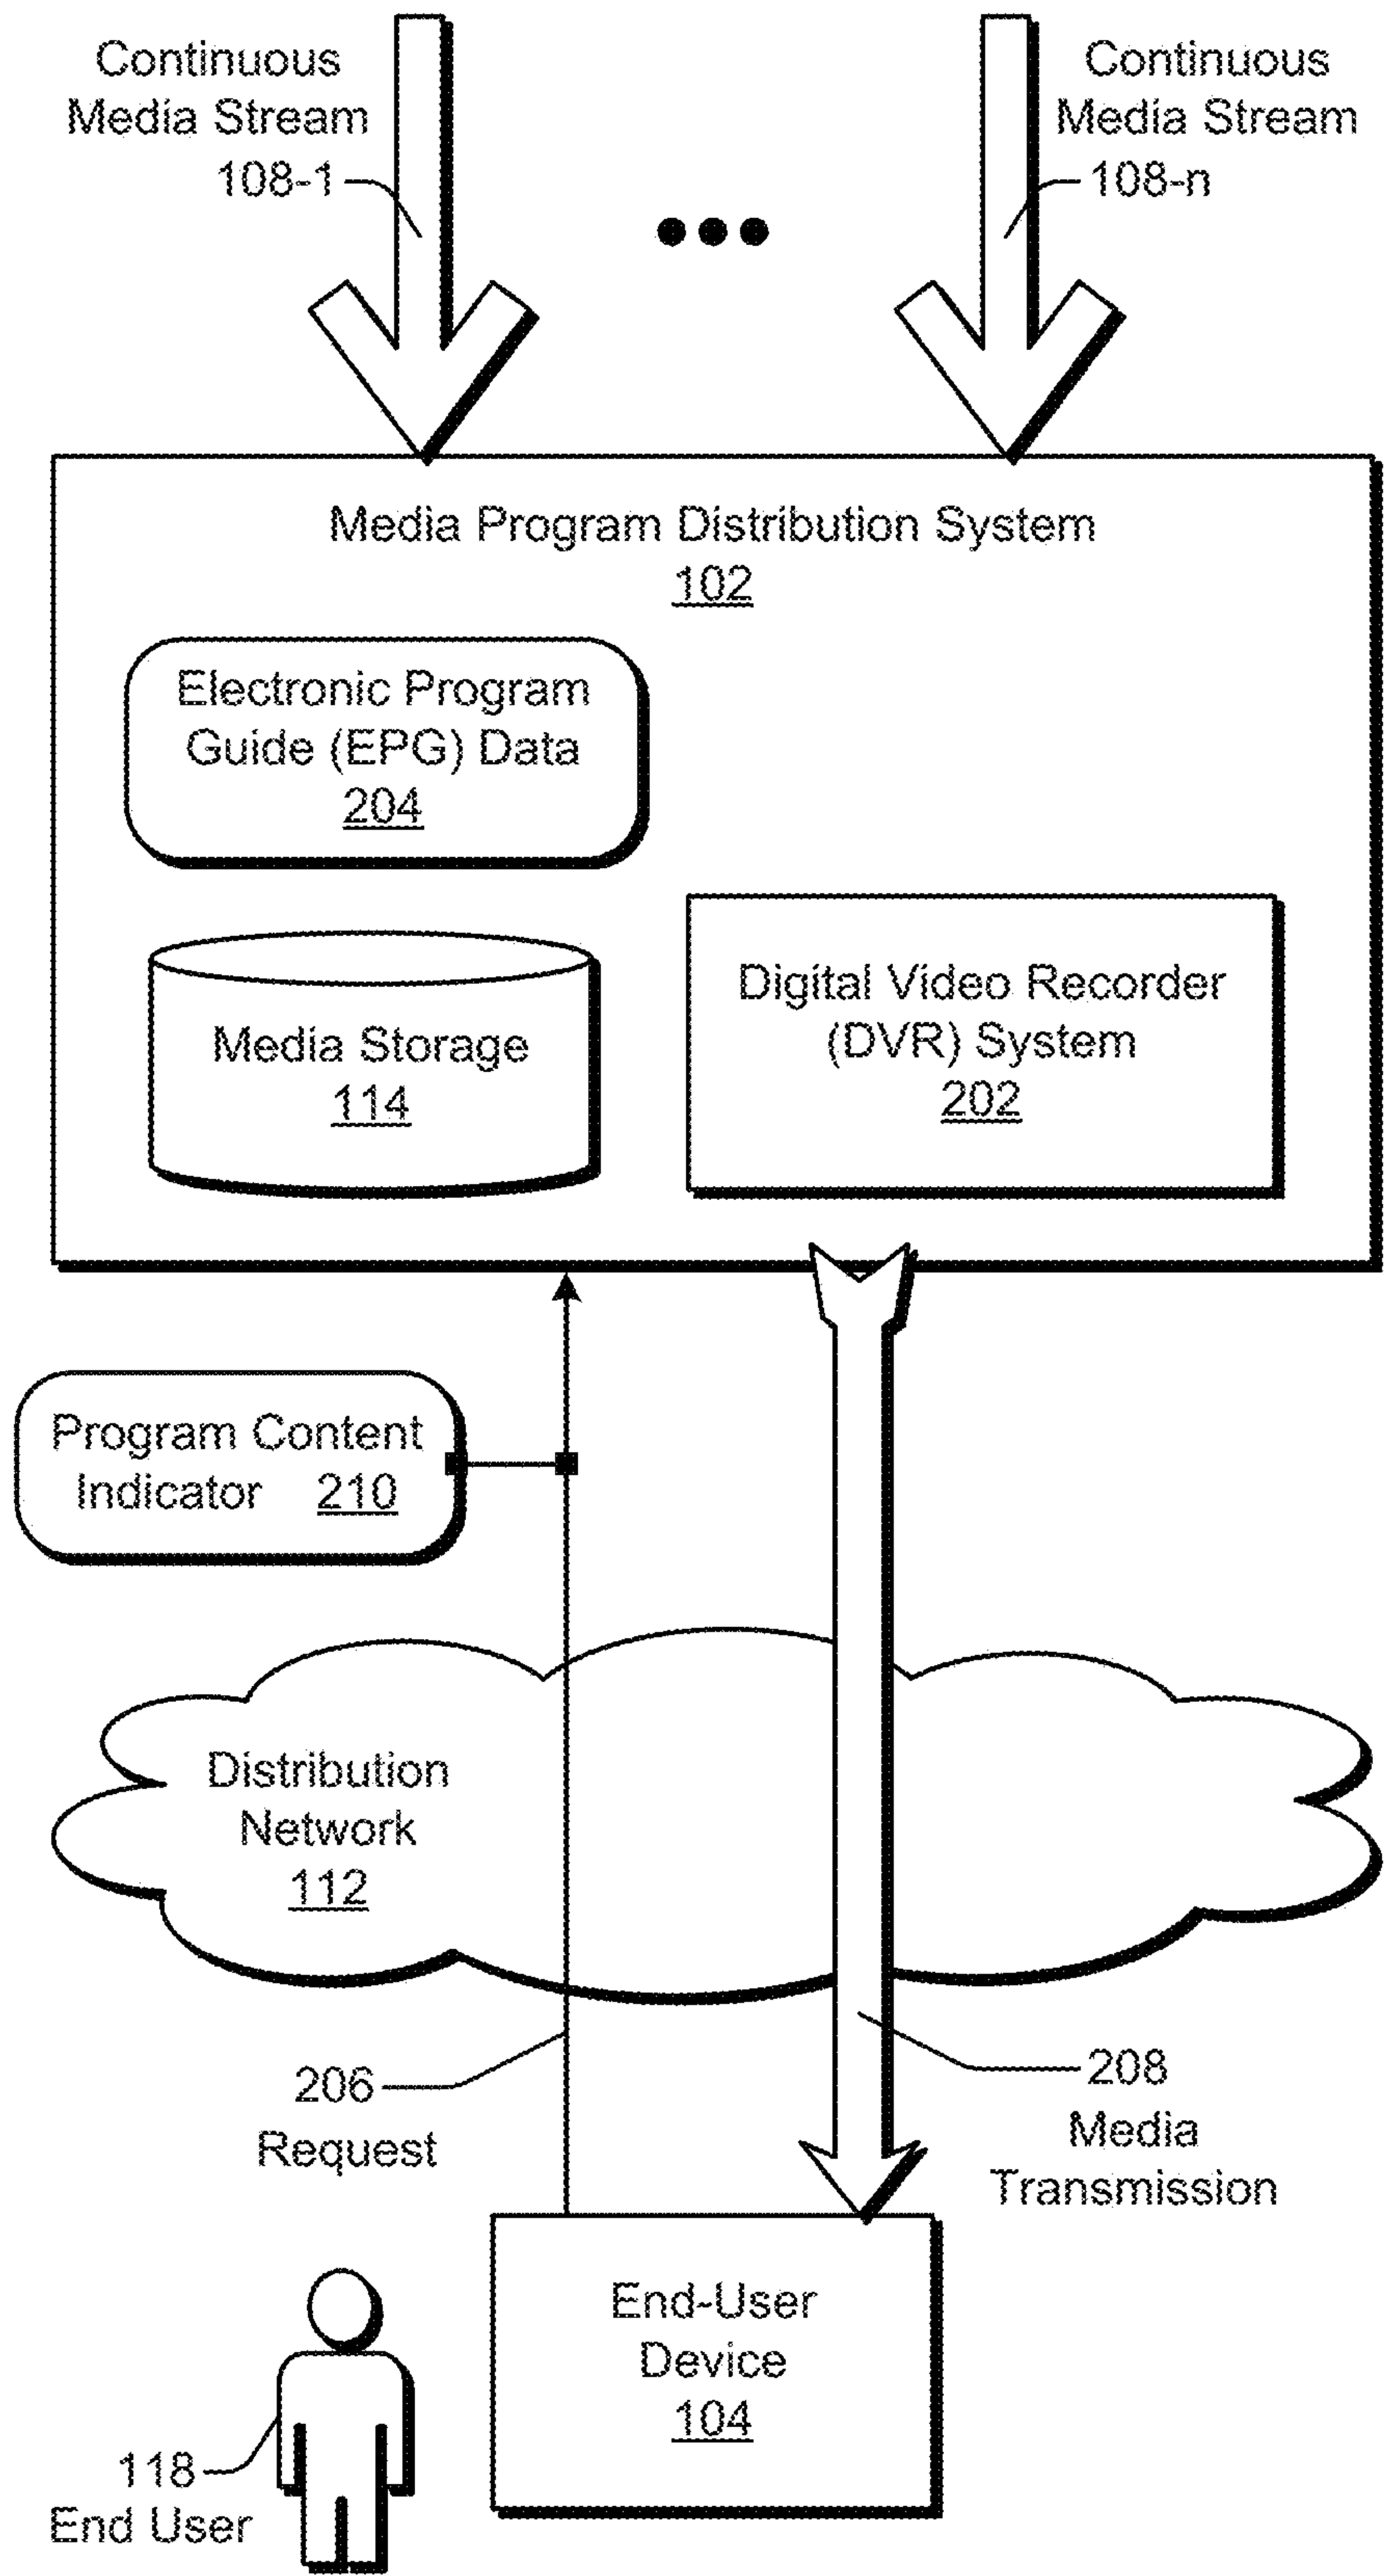 Continuous
Media Stream
108-1
Continuous
Media Stream
108-n
Media Program Distribution System
102
Electronic Program
Guide (EPG) Data
204
Media Storage
114
Digital Video Recorder
(DVR) System
202
Program Content
Indicator 210
Distribution
Network
112
206
Request
208
Media
Transmission
End-User
Device
104
118
End User